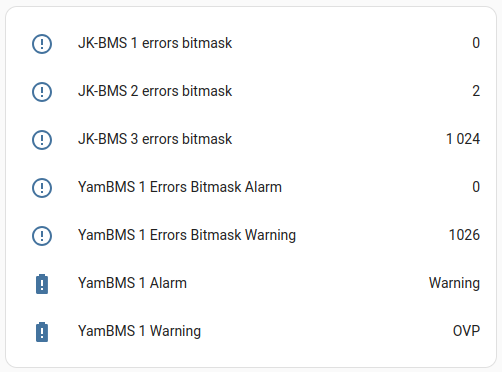 JK-BMS 1 errors bitmask 0
JK-BMS 2 errors bitmask 2
JK-BMS 3 errors bitmask 1 024
YamBMS 1 Errors Bitmask Alarm 0
YamBMS 1 Errors Bitmask Warning 1026
YamBMS 1 Alarm Warning
YamBMS 1 Warning OVP